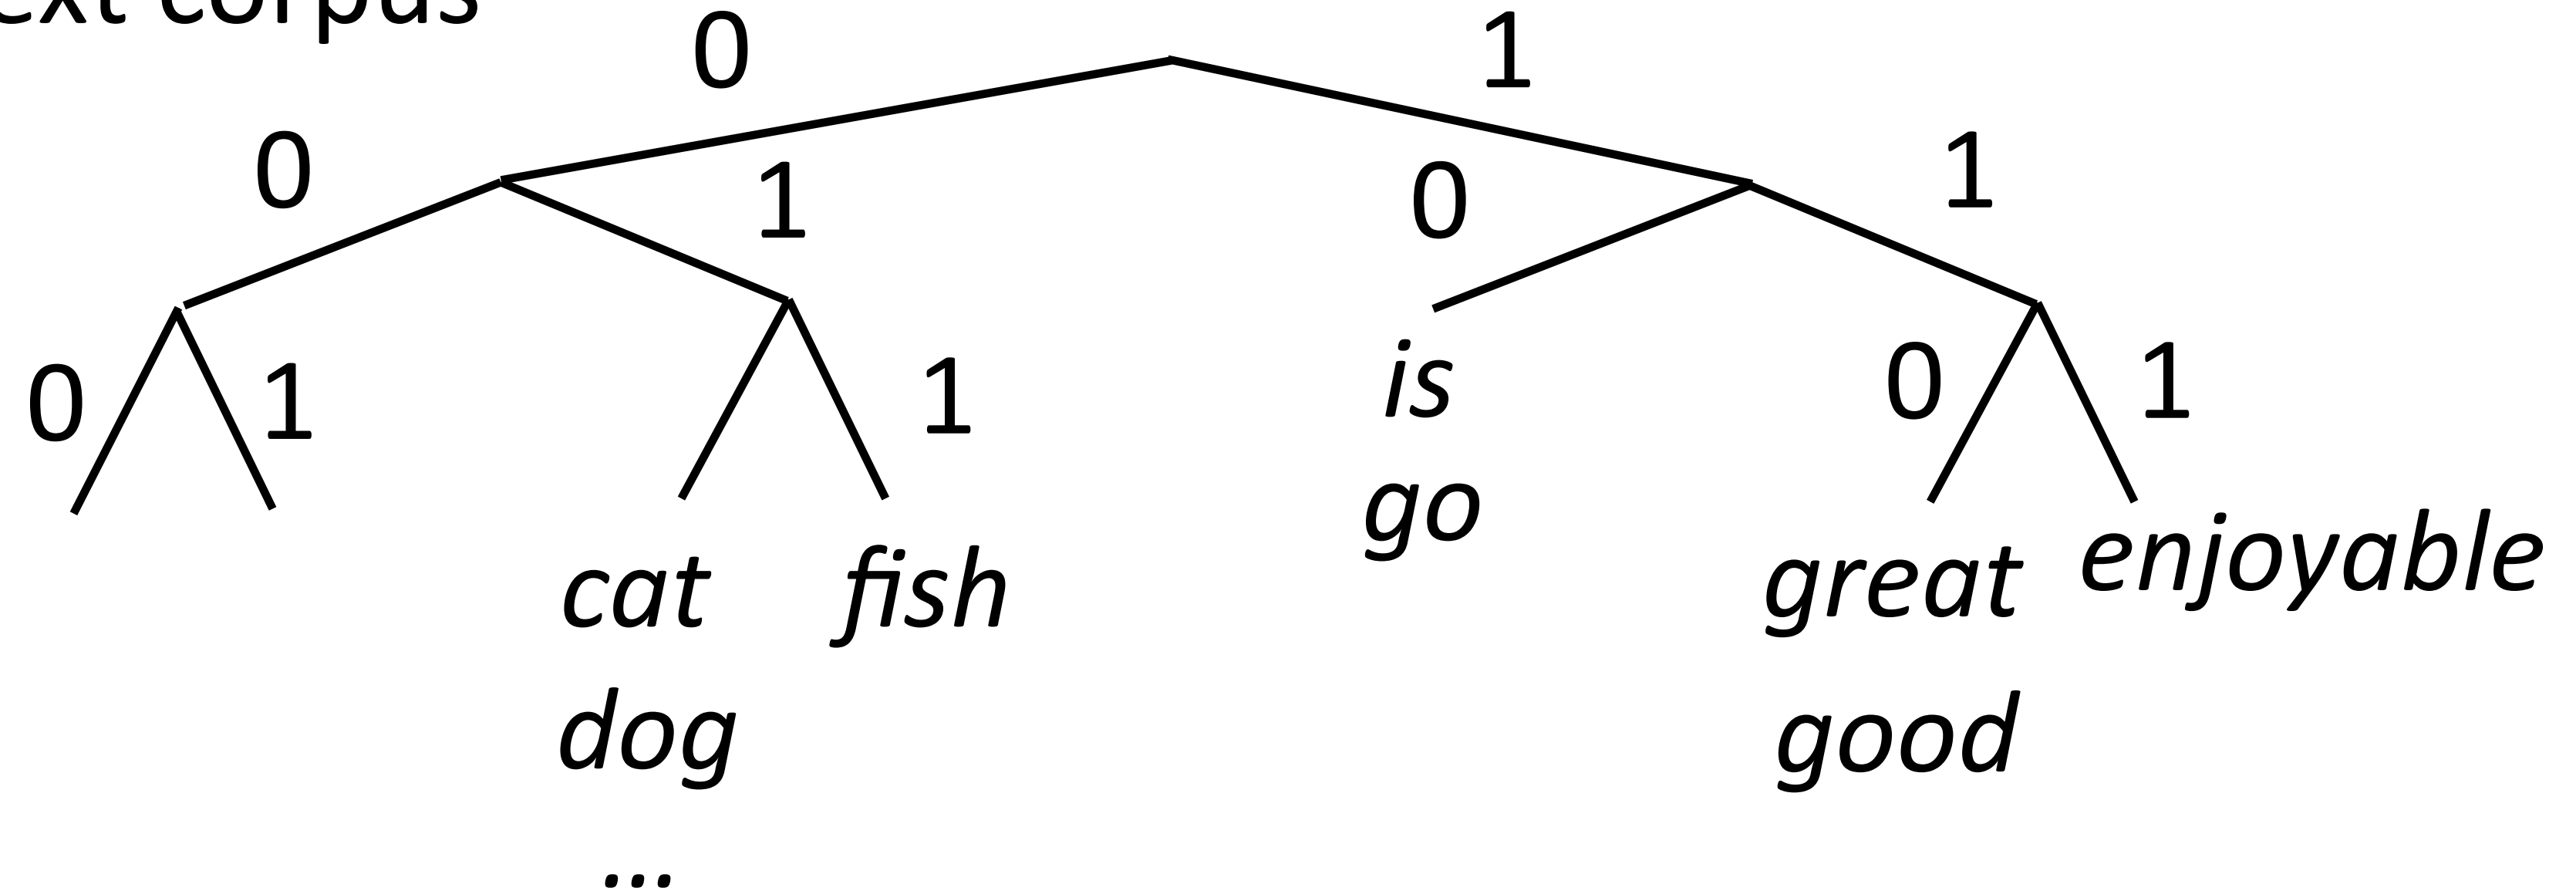 corpus
0 1
0 1 0 1
0 1 1 is 0 1
go
cat fish great enjoyable
dog good
...